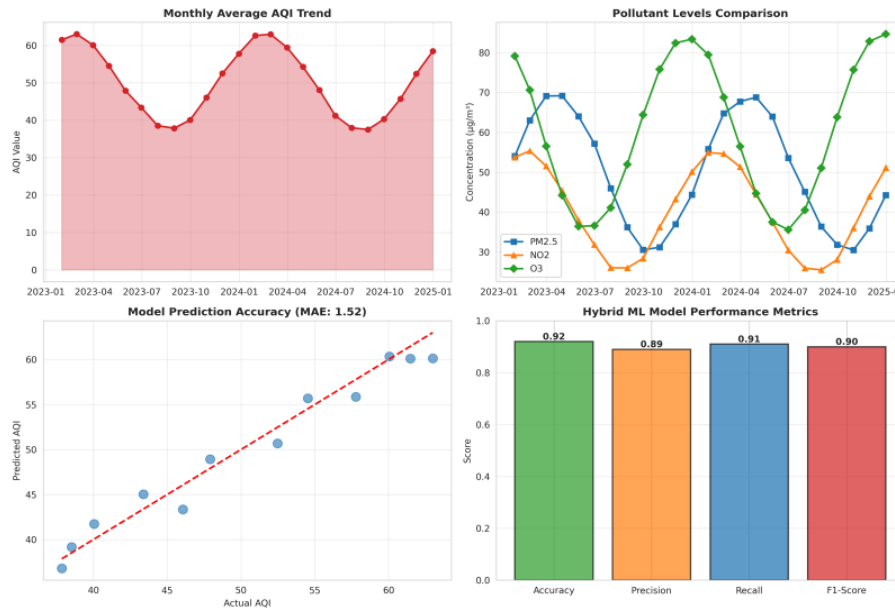 Monthly Average AQI Trend
AQI Value
60
50
40
30
20
10
0
2023-01 2023-04 2023-07 2023-10 2024-01 2024-04 2024-07 2024-10 2025-01
Pollutant Levels Comparison
Concentration (μg/m³)
80
70
60
50
40
30
PM2.5
NO2
O3
2023-01 2023-04 2023-07 2023-10 2024-01 2024-04 2024-07 2024-10 2025-0
Model Prediction Accuracy (MAE: 1.52)
Predicted AQI
60
55
50
45
40
40 45 50 55 60
Actual AQI
Hybrid ML Model Performance Metrics
Score
1.0
0.8
0.6
0.4
0.2
0.0
0.92 0.89 0.91 0.90
Accuracy Precision Recall F1-Score